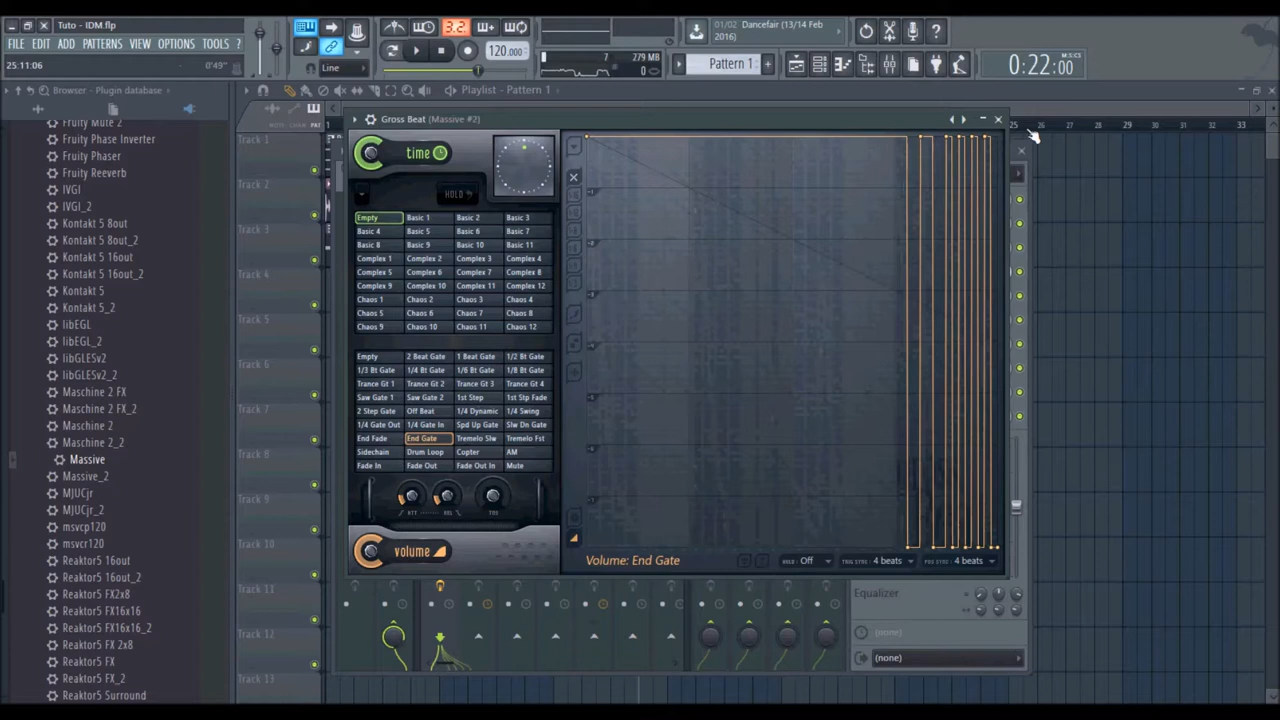 Tuto - IDM.flp
FILE EDIT ADD PATTERNS VIEW OPTIONS TOOLS ?
25:11:06 0'49"
3.2
120.000
Line
7 279 MB
0
01/02 Dancefair (13/14 Feb
2016)
Pattern 1
0:22:00
M:S:CS
Browser - Plugin database
Playlist - Pattern 1
Fruity Mute 2
Fruity Phase Inverter
Fruity Phaser
Fruity Reeverb
IVGI
IVGI_2
Kontakt 5 8out
Kontakt 5 8out_2
Kontakt 5 16out
Kontakt 5 16out_2
Kontakt 5
Kontakt 5_2
libEGL
libEGL_2
libGLESv2
libGLESv2_2
Maschine 2 FX
Maschine 2 FX_2
Maschine 2
Maschine 2_2
Massive
Massive_2
MJUCjr
MJUCjr_2
msvcp120
msvcr120
Reaktor5 16out
Reaktor5 16out_2
Reaktor5 FX2x8
Reaktor5 FX16x16
Reaktor5 FX16x16_2
Reaktor5 FX 2x8
Reaktor5 FX
Reaktor5 FX_2
Reaktor5 Surround
Track 1
Track 2
Track 3
Track 4
Track 5
Track 6
Track 7
Track 8
Track 9
Track 10
Track 11
Track 12
Track 13
25 26 27 28 29 30 31 32 33
Gross Beat (Massive #2)
time
HOLD
Empty Basic 1 Basic 2 Basic 3
Basic 4 Basic 5 Basic 6 Basic 7
Basic 8 Basic 9 Basic 10 Basic 11
Complex 1 Complex 2 Complex 3 Complex 4
Complex 5 Complex 6 Complex 7 Complex 8
Complex 9 Complex 10 Complex 11 Complex 12
Chaos 1 Chaos 2 Chaos 3 Chaos 4
Chaos 5 Chaos 6 Chaos 7 Chaos 8
Chaos 9 Chaos 10 Chaos 11 Chaos 12
Empty 2 Beat Gate 1 Beat Gate 1/2 Bt Gate
1/3 Bt Gate 1/4 Bt Gate 1/6 Bt Gate 1/8 Bt Gate
Trance Gt 1 Trance Gt 2 Trance Gt 3 Trance Gt 4
Saw Gate 1 Saw Gate 2 1st Step 1st Stp Fade
2 Step Gate Off Beat 1/4 Dynamic 1/4 Swing
1/4 Gate Out 1/4 Gate In Spd Up Gate Slw Dn Gate
End Fade End Gate Tremelo Slw Tremelo Fst
Sidechain Drum Loop Copter AM
Fade In Fade Out Fade Out In Mute
ATT REL
volume
Volume: End Gate
HOLD : Off
TRIG SYNC : 4 beats
POS SYNC : 4 beats
Equalizer
(none)
(none)